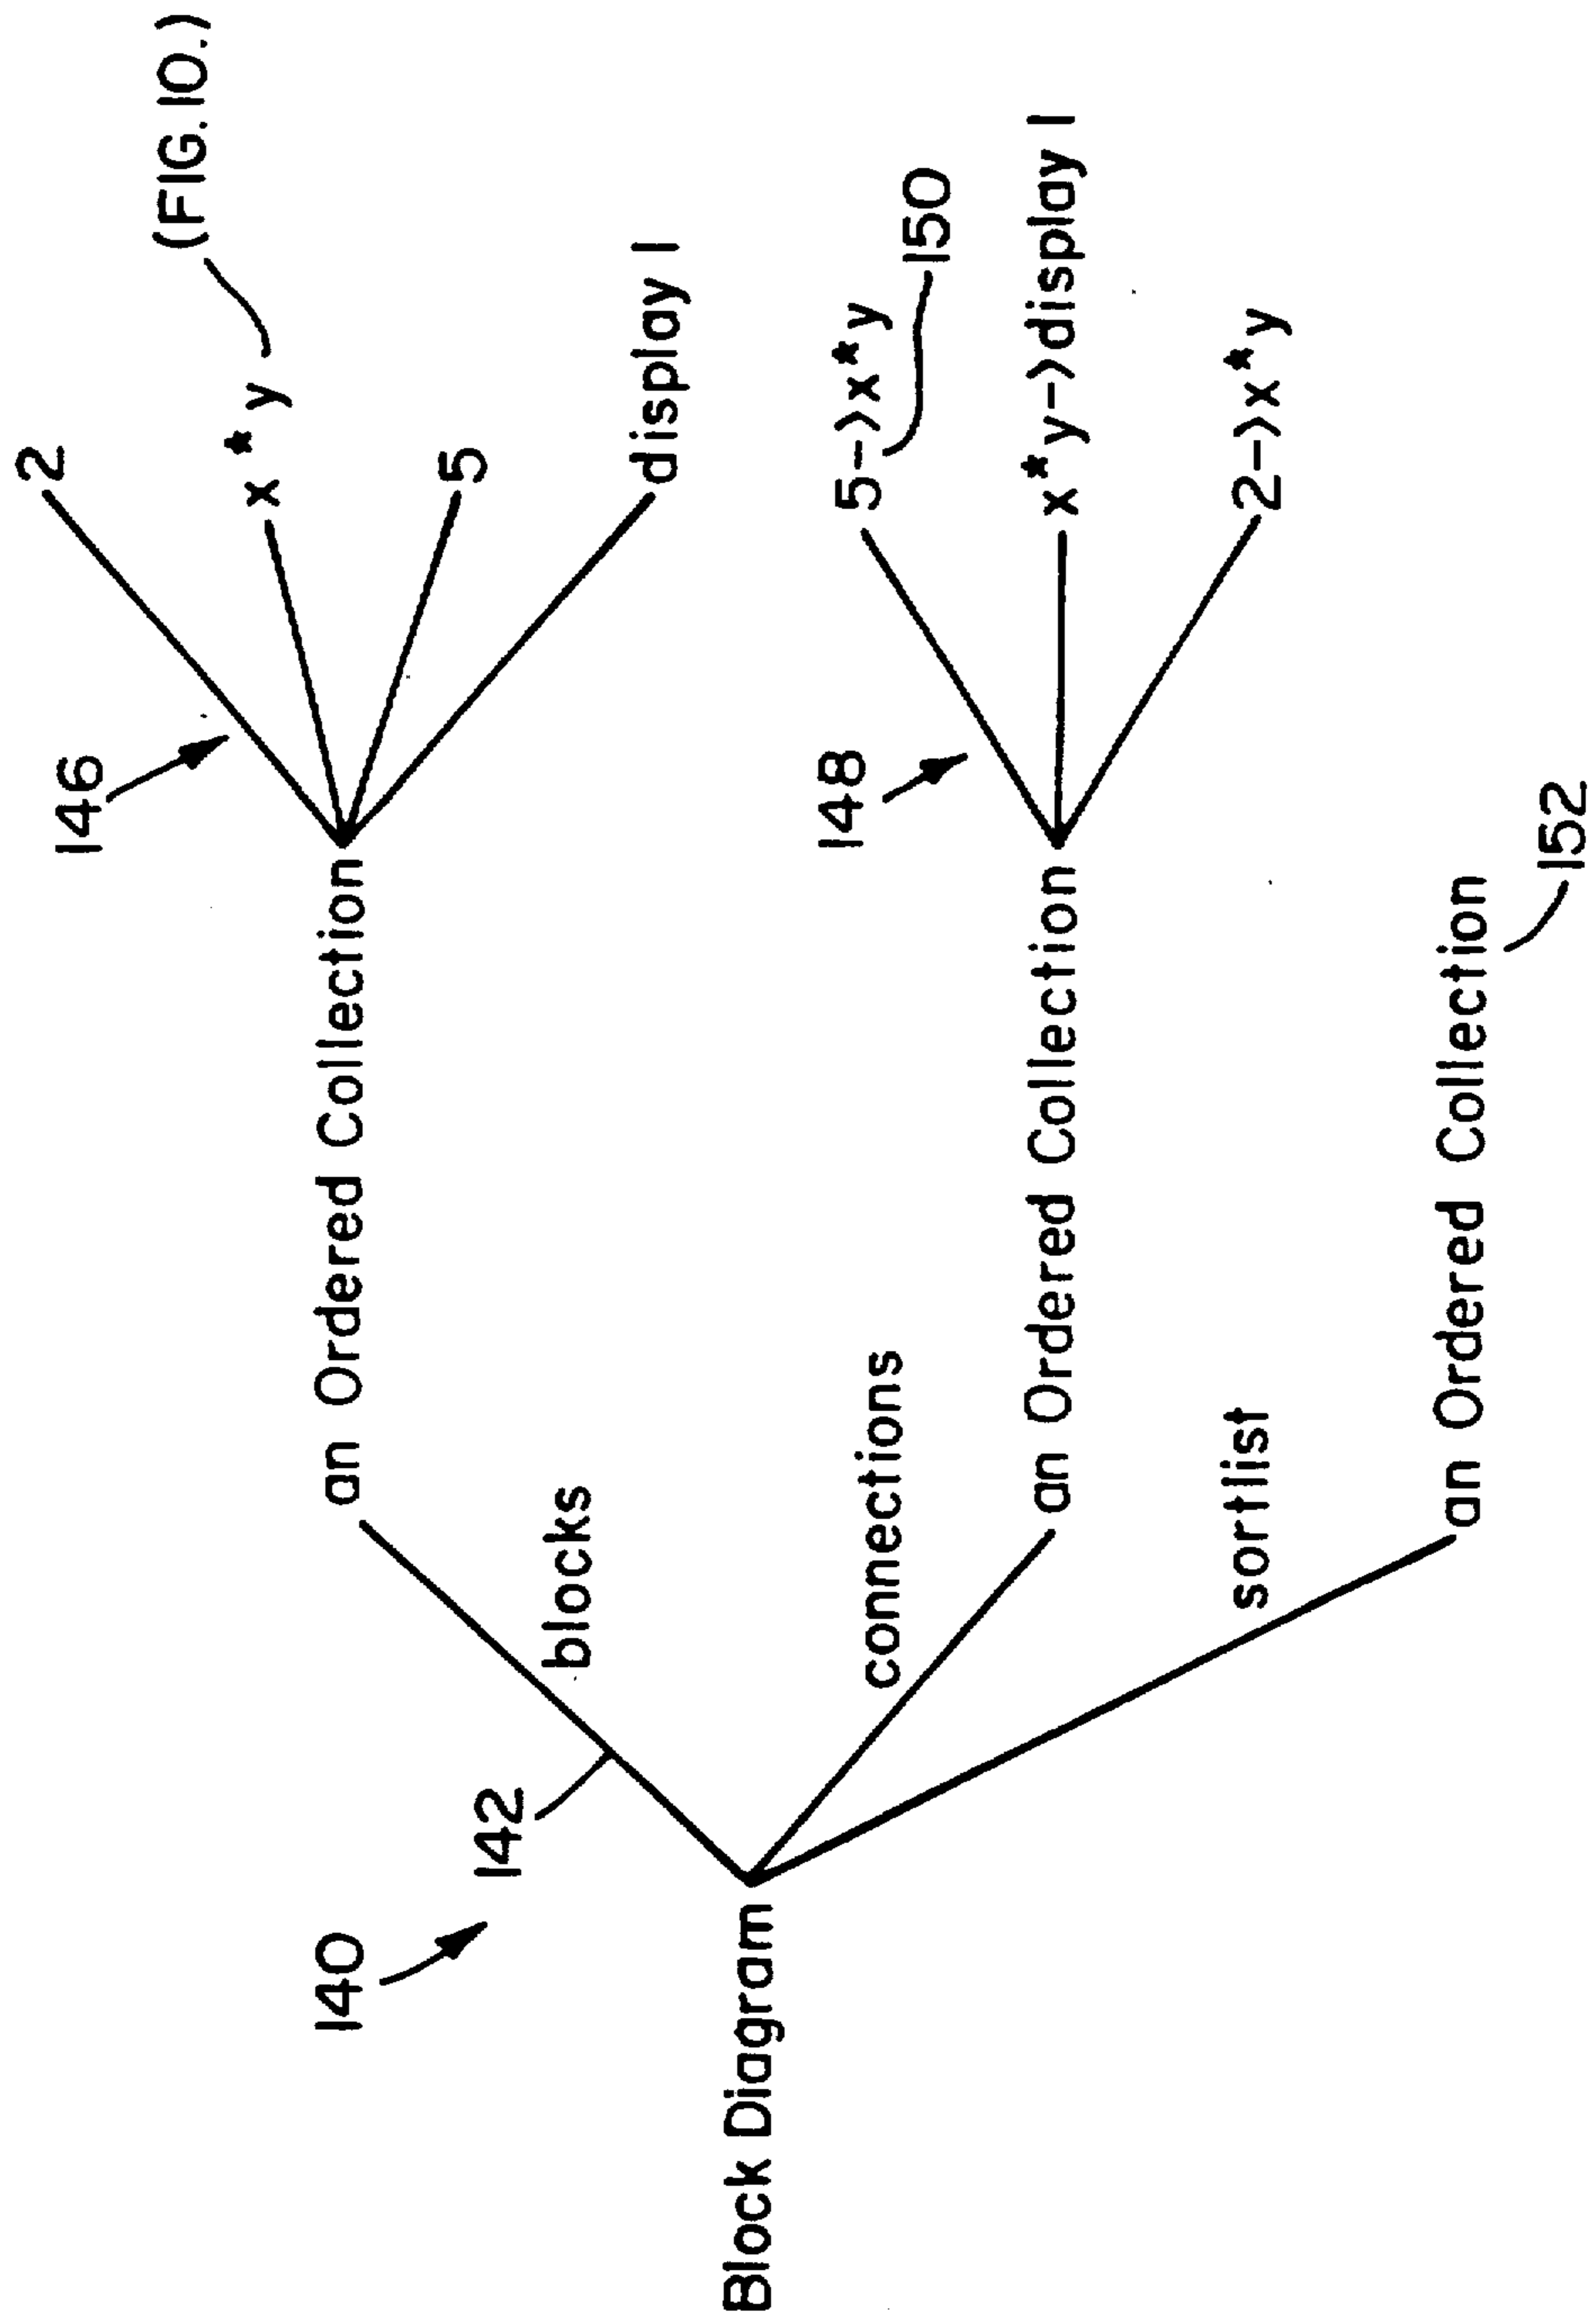 Block Diagram
140
142
blocks
connections
sortlist
an Ordered Collection
146
2
x * y
(FIG.10.)
5
display 1
an Ordered Collection
148
5->x*y
150
x*y->display 1
2->x*y
an Ordered Collection
152